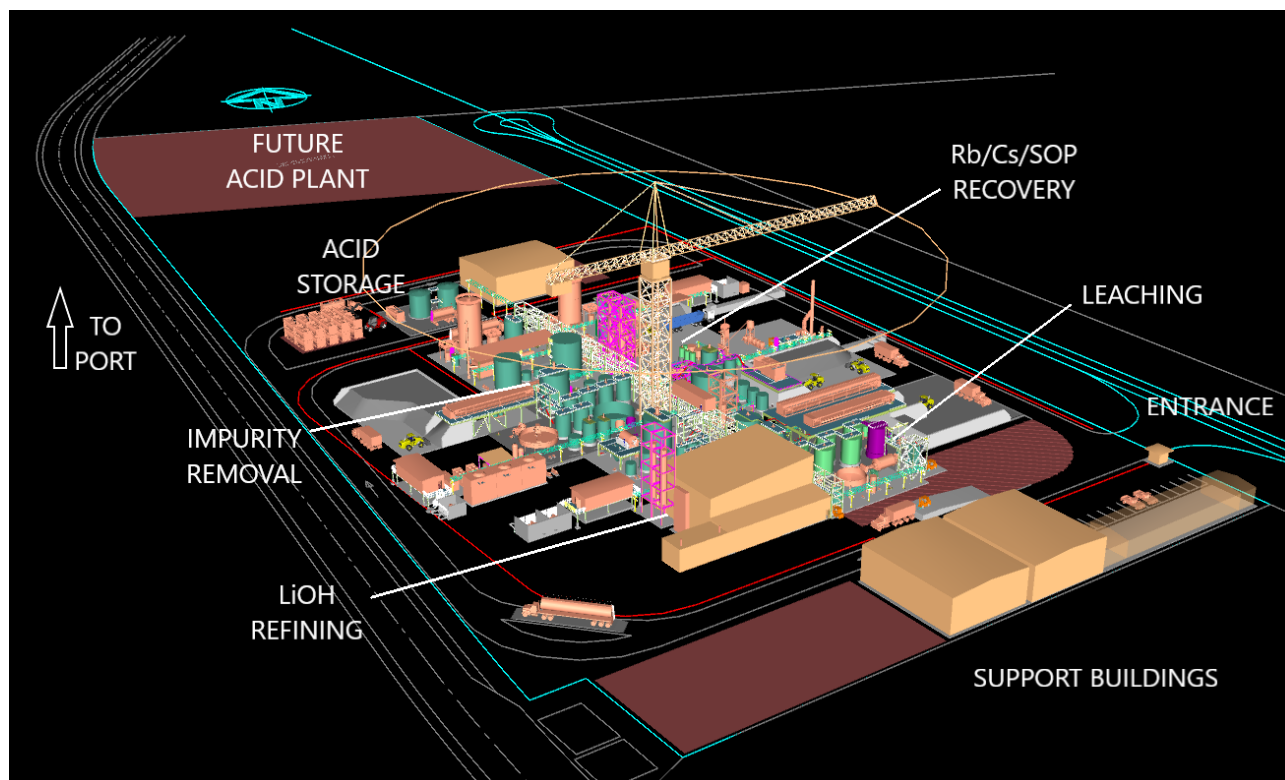 FUTURE
ACID PLANT
Rb/Cs/SOP
RECOVERY
ACID
STORAGE
LEACHING
TO
PORT
ENTRANCE
IMPURITY
REMOVAL
LiOH
REFINING
SUPPORT BUILDINGS